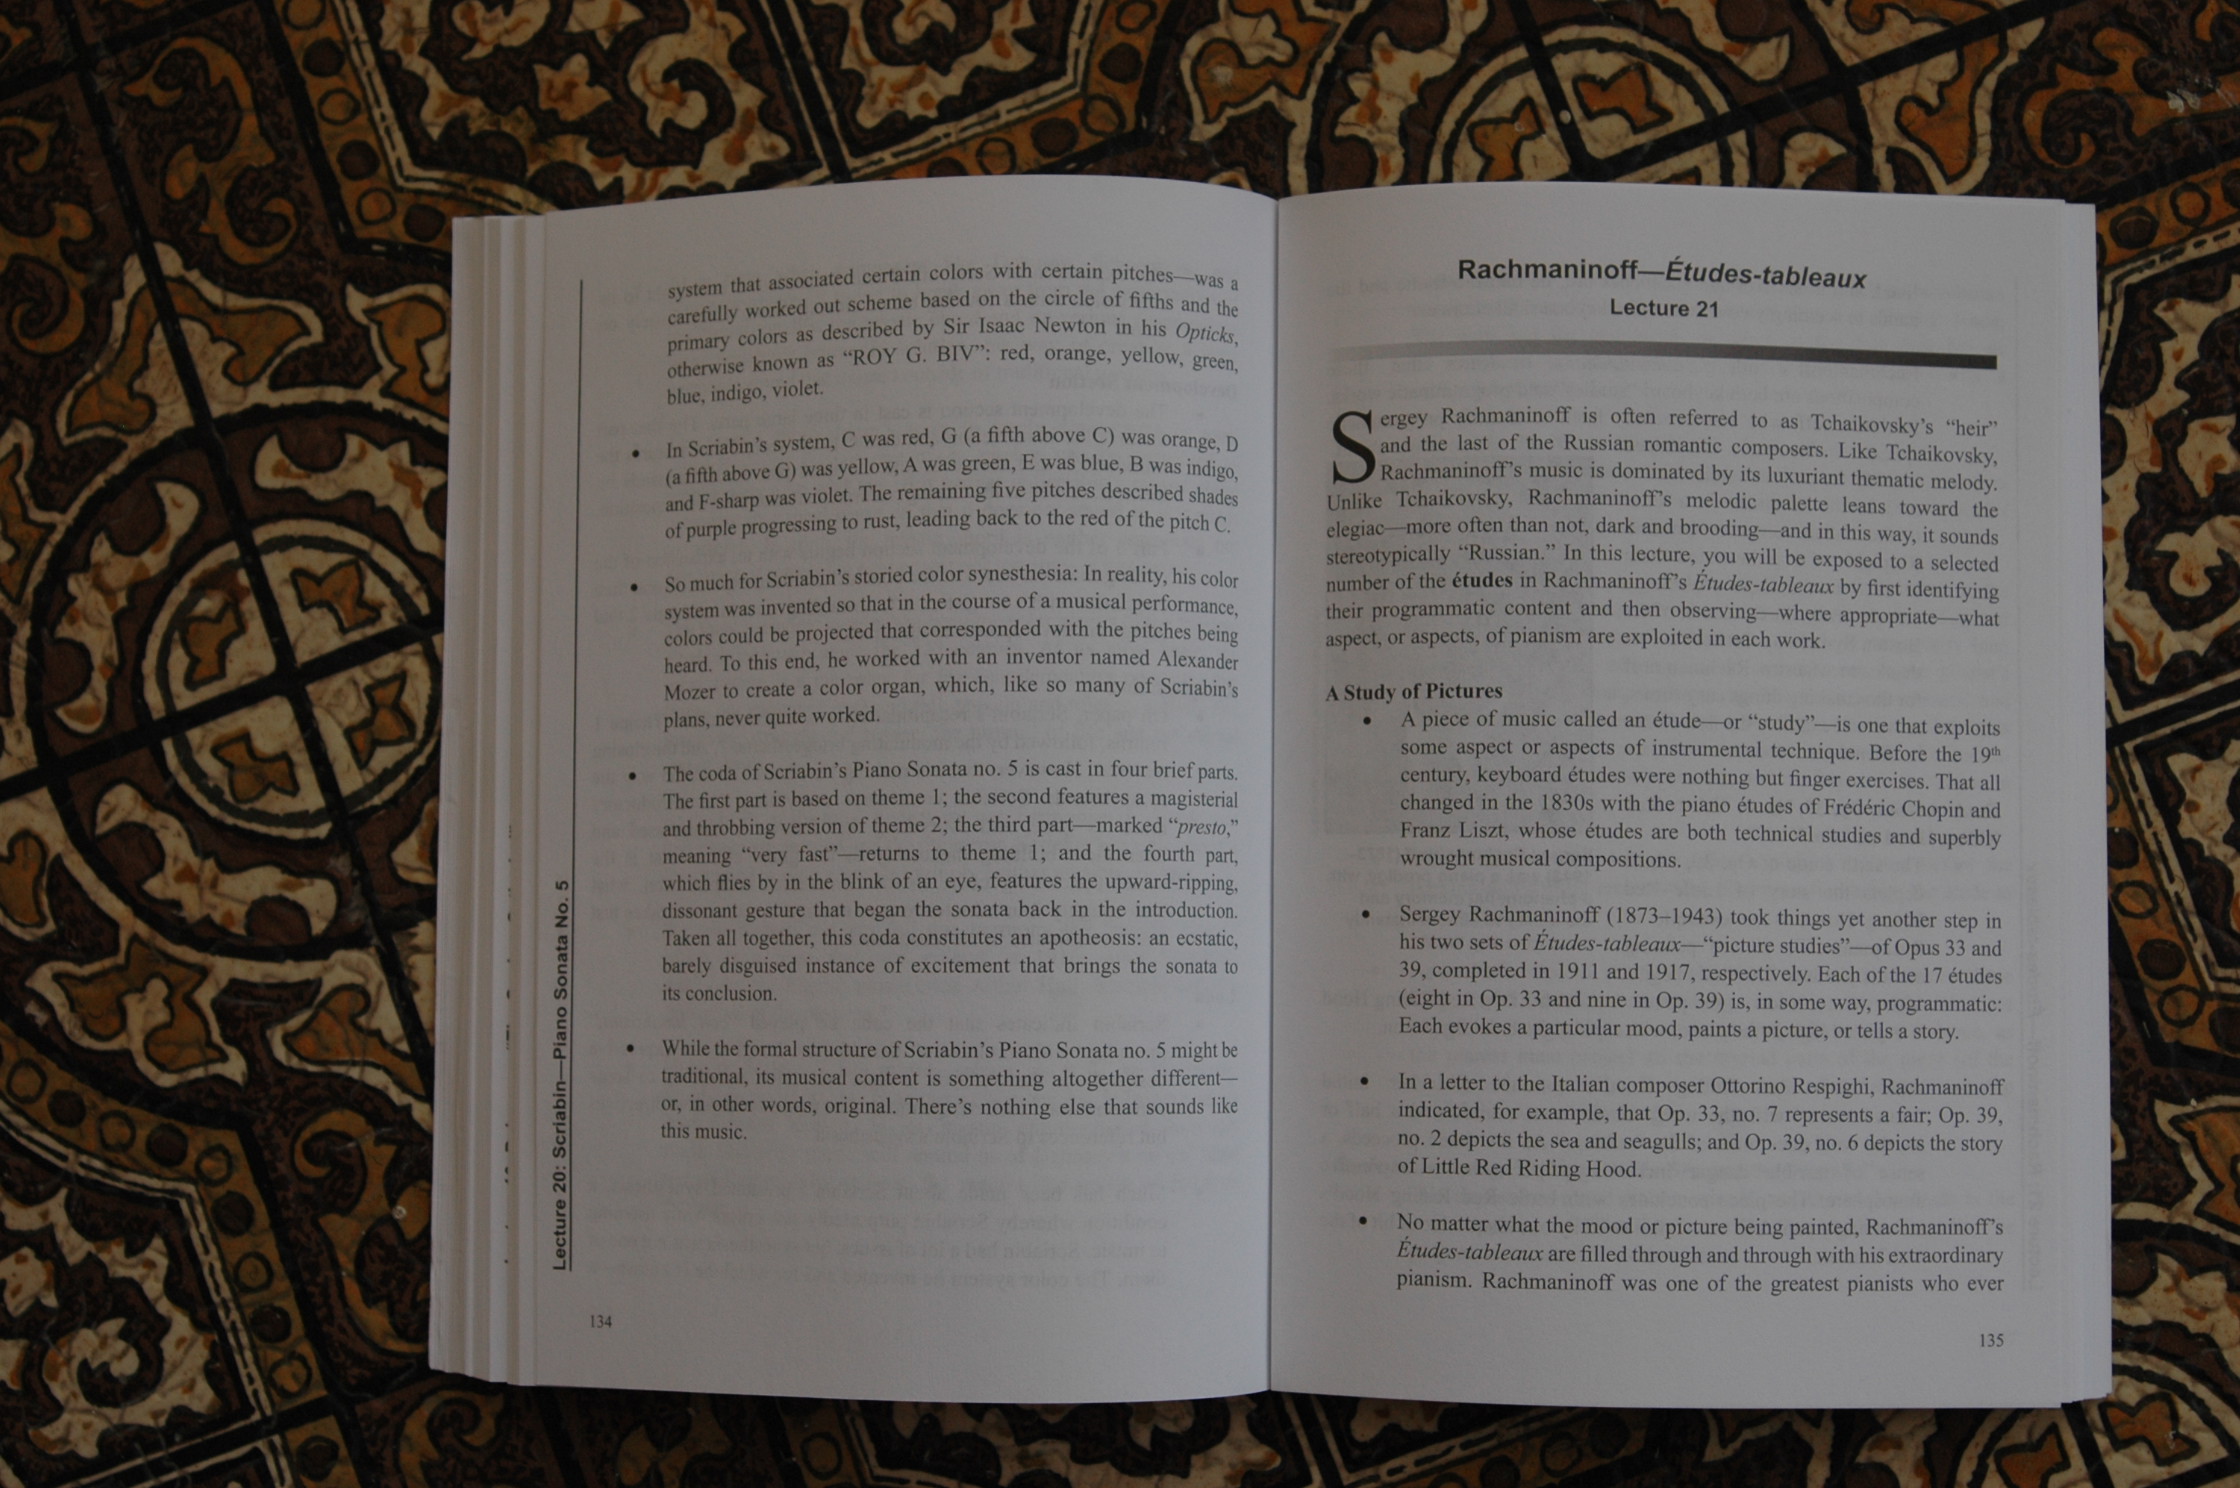 system that associated certain colors with certain pitches—was a
carefully worked out scheme based on the circle of fifths and the
primary colors as described by Sir Isaac Newton in his Opticks,
otherwise known as “ROY G. BIV”: red, orange, yellow, green,
blue, indigo, violet.
• In Scriabin’s system, C was red, G (a fifth above C) was orange, D
(a fifth above G) was yellow, A was green, E was blue, B was indigo,
and F-sharp was violet. The remaining five pitches described shades
of purple progressing to rust, leading back to the red of the pitch C.
• So much for Scriabin’s storied color synesthesia: In reality, his color
system was invented so that in the course of a musical performance,
colors could be projected that corresponded with the pitches being
heard. To this end, he worked with an inventor named Alexander
Mozer to create a color organ, which, like so many of Scriabin’s
plans, never quite worked.
• The coda of Scriabin’s Piano Sonata no. 5 is cast in four brief parts.
The first part is based on theme 1; the second features a magisterial
and throbbing version of theme 2; the third part—marked “presto,”
meaning “very fast”—returns to theme 1; and the fourth part,
which flies by in the blink of an eye, features the upward-ripping,
dissonant gesture that began the sonata back in the introduction.
Taken all together, this coda constitutes an apotheosis: an ecstatic,
barely disguised instance of excitement that brings the sonata to
its conclusion.
• While the formal structure of Scriabin’s Piano Sonata no. 5 might be
traditional, its musical content is something altogether different—
or, in other words, original. There’s nothing else that sounds like
this music.
Lecture 20: Scriabin—Piano Sonata No. 5
134
Rachmaninoff—Études-tableaux
Lecture 21
Sergey Rachmaninoff is often referred to as Tchaikovsky’s “heir”
and the last of the Russian romantic composers. Like Tchaikovsky,
Rachmaninoff’s music is dominated by its luxuriant thematic melody.
Unlike Tchaikovsky, Rachmaninoff’s melodic palette leans toward the
elegiac—more often than not, dark and brooding—and in this way, it sounds
stereotypically “Russian.” In this lecture, you will be exposed to a selected
number of the études in Rachmaninoff’s Études-tableaux by first identifying
their programmatic content and then observing—where appropriate—what
aspect, or aspects, of pianism are exploited in each work.
A Study of Pictures
• A piece of music called an étude—or “study”—is one that exploits
some aspect or aspects of instrumental technique. Before the 19th
century, keyboard études were nothing but finger exercises. That all
changed in the 1830s with the piano études of Frédéric Chopin and
Franz Liszt, whose études are both technical studies and superbly
wrought musical compositions.
• Sergey Rachmaninoff (1873–1943) took things yet another step in
his two sets of Études-tableaux—“picture studies”—of Opus 33 and
39, completed in 1911 and 1917, respectively. Each of the 17 études
(eight in Op. 33 and nine in Op. 39) is, in some way, programmatic:
Each evokes a particular mood, paints a picture, or tells a story.
• In a letter to the Italian composer Ottorino Respighi, Rachmaninoff
indicated, for example, that Op. 33, no. 7 represents a fair; Op. 39,
no. 2 depicts the sea and seagulls; and Op. 39, no. 6 depicts the story
of Little Red Riding Hood.
• No matter what the mood or picture being painted, Rachmaninoff’s
Études-tableaux are filled through and through with his extraordinary
pianism. Rachmaninoff was one of the greatest pianists who ever
135